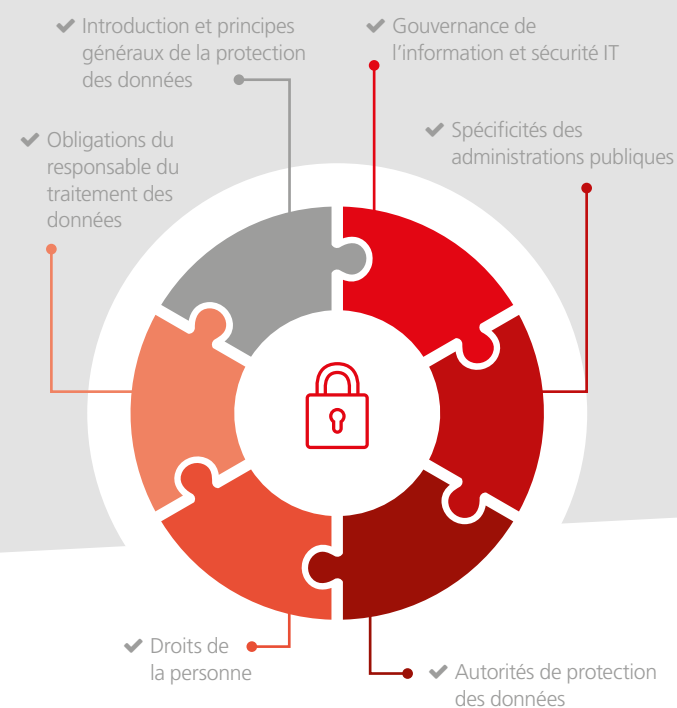 Introduction et principes
généraux de la protection
des données
Gouvernance de
l'information et sécurité IT
Obligations du
responsable du
traitement des
données
Spécificités des
administrations publiques
Droits de
la personne
Autorités de protection
des données